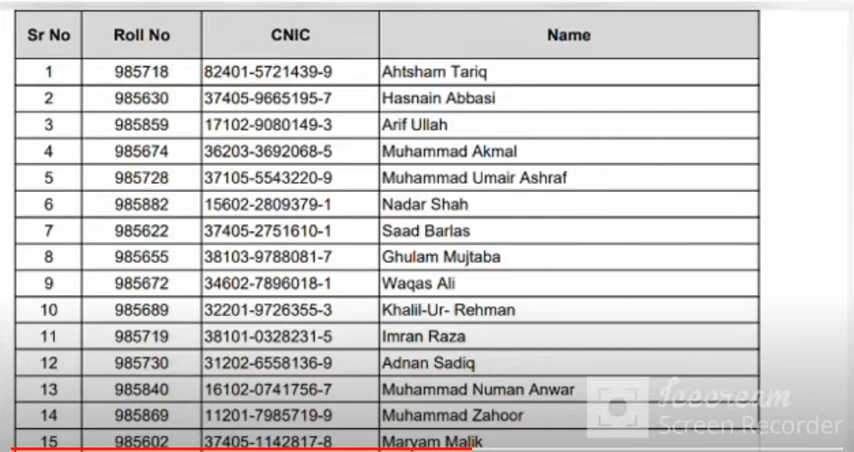 Sr No Roll No CNIC Name
1 985718 82401-5721439-9 Ahtsham Tariq
2 985630 37405-9665195-7 Hasnain Abbasi
3 985859 17102-9080149-3 Arif Ullah
4 985674 36203-3692068-5 Muhammad Akmal
5 985728 37105-5543220-9 Muhammad Umair Ashraf
6 985882 15602-2809379-1 Nadar Shah
7 985622 37405-2751610-1 Saad Barlas
8 985655 38103-9788081-7 Ghulam Mujtaba
9 985672 34602-7896018-1 Waqas Ali
10 985689 32201-9726355-3 Khalil-Ur- Rehman
11 985719 38101-0328231-5 Imran Raza
12 985730 31202-6558136-9 Adnan Sadiq
13 985840 16102-0741756-7 Muhammad Numan Anwar
14 985869 11201-7985719-9 Muhammad Zahoor
15 985602 37405-1142817-8 Maryam Malik
Icecream
Screen Recorder